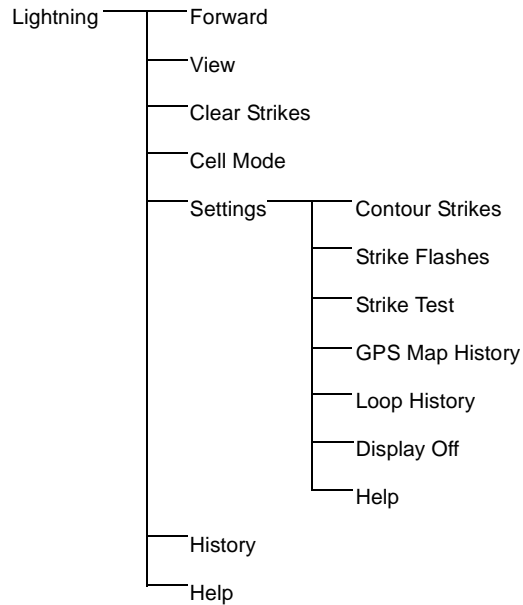 Lightning
Forward
View
Clear Strikes
Cell Mode
Settings
Contour Strikes
Strike Flashes
Strike Test
GPS Map History
Loop History
Display Off
Help
History
Help